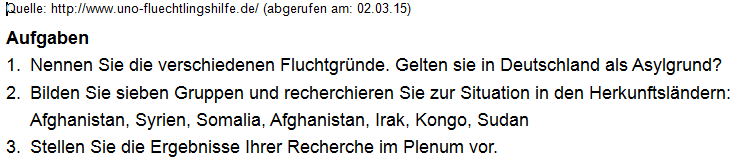 Quelle: http://www.uno-fluechtlingshilfe.de/ (abgerufen am: 02.03.15)
Aufgaben
1. Nennen Sie die verschiedenen Fluchtgründe. Gelten sie in Deutschland als Asylgrund?
2. Bilden Sie sieben Gruppen und recherchieren Sie zur Situation in den Herkunftsländern:
Afghanistan, Syrien, Somalia, Afghanistan, Irak, Kongo, Sudan
3. Stellen Sie die Ergebnisse Ihrer Recherche im Plenum vor.